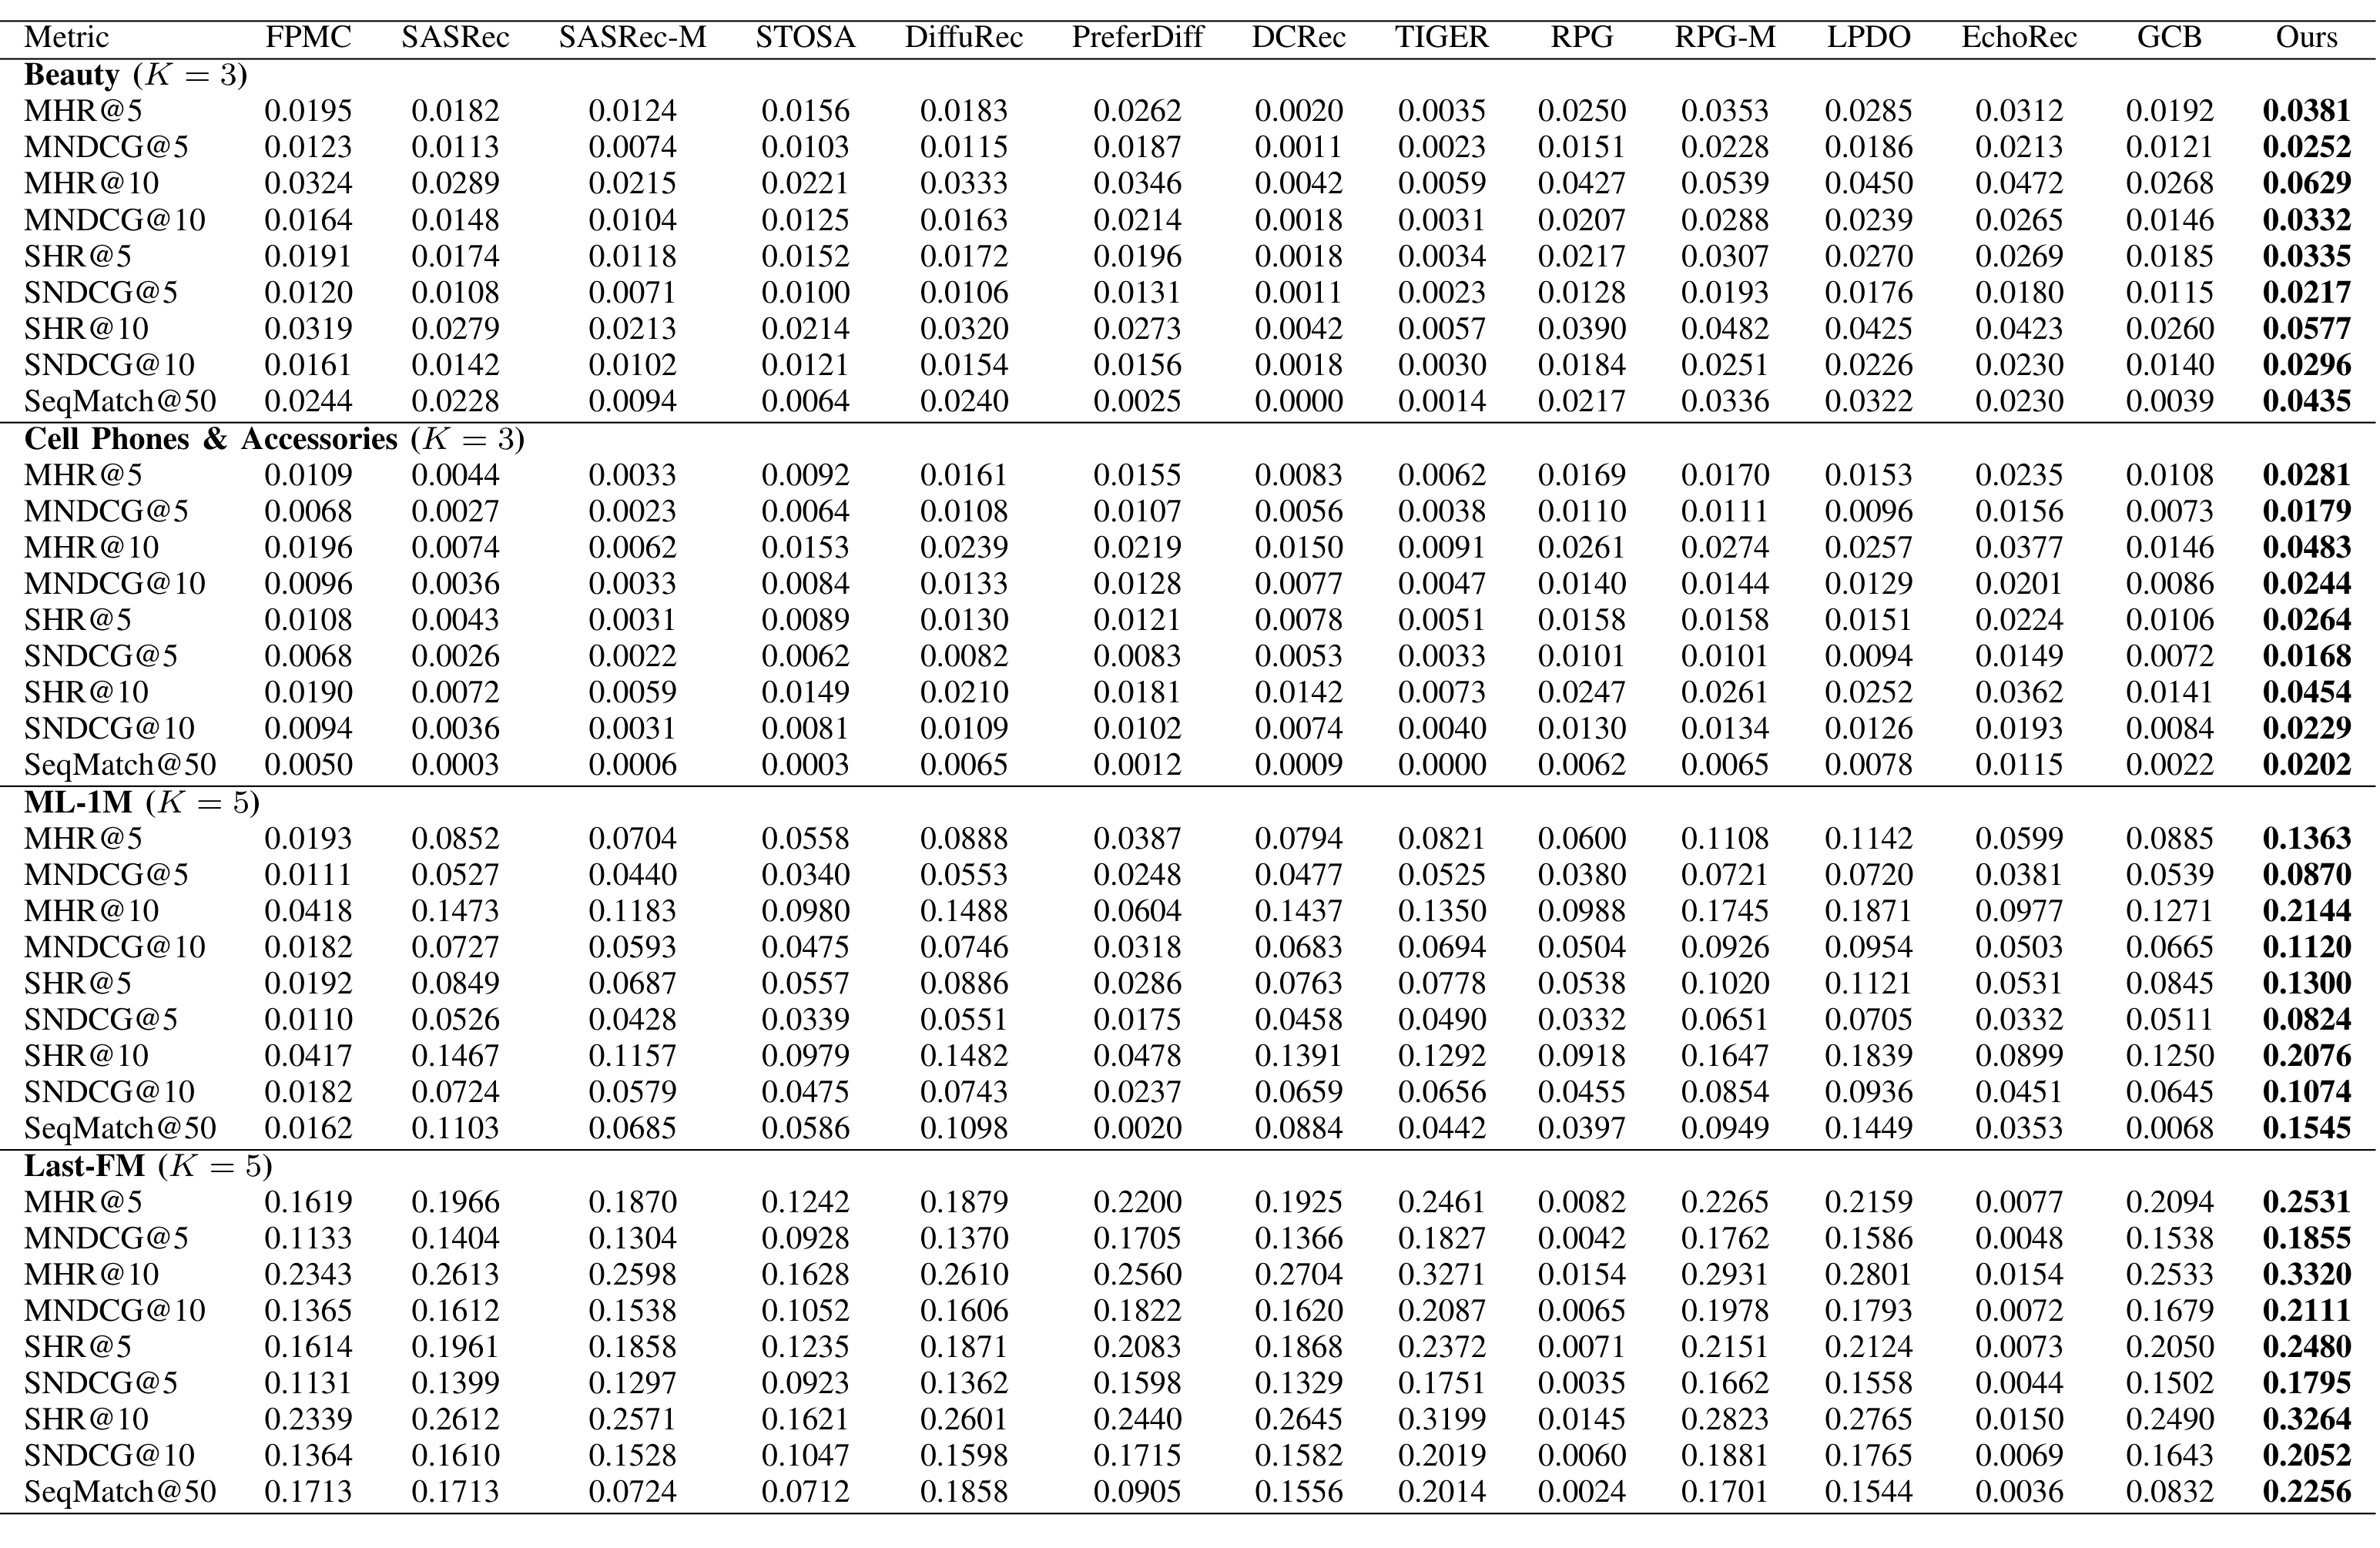 Metric FPMC SASRec SASRec-M STOSA DiffuRec PreferDiff DCRec TIGER RPG RPG-M LPDO EchoRec GCB Ours
Beauty (K = 3)
MHR@5 0.0195 0.0182 0.0124 0.0156 0.0183 0.0262 0.0020 0.0035 0.0250 0.0353 0.0285 0.0312 0.0192 0.0381
MNDCG@5 0.0123 0.0113 0.0074 0.0103 0.0115 0.0187 0.0011 0.0023 0.0151 0.0228 0.0186 0.0213 0.0121 0.0252
MHR@10 0.0324 0.0289 0.0215 0.0221 0.0333 0.0346 0.0042 0.0059 0.0427 0.0539 0.0450 0.0472 0.0268 0.0629
MNDCG@10 0.0164 0.0148 0.0104 0.0125 0.0163 0.0214 0.0018 0.0031 0.0207 0.0288 0.0239 0.0265 0.0146 0.0332
SHR@5 0.0191 0.0174 0.0118 0.0152 0.0172 0.0196 0.0018 0.0034 0.0217 0.0307 0.0270 0.0269 0.0185 0.0335
SNDCG@5 0.0120 0.0108 0.0071 0.0100 0.0106 0.0131 0.0011 0.0023 0.0128 0.0193 0.0176 0.0180 0.0115 0.0217
SHR@10 0.0319 0.0279 0.0213 0.0214 0.0320 0.0273 0.0042 0.0057 0.0390 0.0482 0.0425 0.0423 0.0260 0.0577
SNDCG@10 0.0161 0.0142 0.0102 0.0121 0.0154 0.0156 0.0018 0.0030 0.0184 0.0251 0.0226 0.0230 0.0140 0.0296
SeqMatch@50 0.0244 0.0228 0.0094 0.0064 0.0240 0.0025 0.0000 0.0014 0.0217 0.0336 0.0322 0.0230 0.0039 0.0435
Cell Phones & Accessories (K = 3)
MHR@5 0.0109 0.0044 0.0033 0.0092 0.0161 0.0155 0.0083 0.0062 0.0169 0.0170 0.0153 0.0235 0.0108 0.0281
MNDCG@5 0.0068 0.0027 0.0023 0.0064 0.0108 0.0107 0.0056 0.0038 0.0110 0.0111 0.0096 0.0156 0.0073 0.0179
MHR@10 0.0196 0.0074 0.0062 0.0153 0.0239 0.0219 0.0150 0.0091 0.0261 0.0274 0.0257 0.0377 0.0146 0.0483
MNDCG@10 0.0096 0.0036 0.0033 0.0084 0.0133 0.0128 0.0077 0.0047 0.0140 0.0144 0.0129 0.0201 0.0086 0.0244
SHR@5 0.0108 0.0043 0.0031 0.0089 0.0130 0.0121 0.0078 0.0051 0.0158 0.0158 0.0151 0.0224 0.0106 0.0264
SNDCG@5 0.0068 0.0026 0.0022 0.0062 0.0082 0.0083 0.0053 0.0033 0.0101 0.0101 0.0094 0.0149 0.0072 0.0168
SHR@10 0.0190 0.0072 0.0059 0.0149 0.0210 0.0181 0.0142 0.0073 0.0247 0.0261 0.0252 0.0362 0.0141 0.0454
SNDCG@10 0.0094 0.0036 0.0031 0.0081 0.0109 0.0102 0.0074 0.0040 0.0130 0.0134 0.0126 0.0193 0.0084 0.0229
SeqMatch@50 0.0050 0.0003 0.0006 0.0003 0.0065 0.0012 0.0009 0.0000 0.0062 0.0065 0.0078 0.0115 0.0022 0.0202
ML-1M (K = 5)
MHR@5 0.0193 0.0852 0.0704 0.0558 0.0888 0.0387 0.0794 0.0821 0.0600 0.1108 0.1142 0.0599 0.0885 0.1363
MNDCG@5 0.0111 0.0527 0.0440 0.0340 0.0553 0.0248 0.0477 0.0525 0.0380 0.0721 0.0720 0.0381 0.0539 0.0870
MHR@10 0.0418 0.1473 0.1183 0.0980 0.1488 0.0604 0.1437 0.1350 0.0988 0.1745 0.1871 0.0977 0.1271 0.2144
MNDCG@10 0.0182 0.0727 0.0593 0.0475 0.0746 0.0318 0.0683 0.0694 0.0504 0.0926 0.0954 0.0503 0.0665 0.1120
SHR@5 0.0192 0.0849 0.0687 0.0557 0.0886 0.0286 0.0763 0.0778 0.0538 0.1020 0.1121 0.0531 0.0845 0.1300
SNDCG@5 0.0110 0.0526 0.0428 0.0339 0.0551 0.0175 0.0458 0.0490 0.0332 0.0651 0.0705 0.0332 0.0511 0.0824
SHR@10 0.0417 0.1467 0.1157 0.0979 0.1482 0.0478 0.1391 0.1292 0.0918 0.1647 0.1839 0.0899 0.1250 0.2076
SNDCG@10 0.0182 0.0724 0.0579 0.0475 0.0743 0.0237 0.0659 0.0656 0.0455 0.0854 0.0936 0.0451 0.0645 0.1074
SeqMatch@50 0.0162 0.1103 0.0685 0.0586 0.1098 0.0020 0.0884 0.0442 0.0397 0.0949 0.1449 0.0353 0.0068 0.1545
Last-FM (K = 5)
MHR@5 0.1619 0.1966 0.1870 0.1242 0.1879 0.2200 0.1925 0.2461 0.0082 0.2265 0.2159 0.0077 0.2094 0.2531
MNDCG@5 0.1133 0.1404 0.1304 0.0928 0.1370 0.1705 0.1366 0.1827 0.0042 0.1762 0.1586 0.0048 0.1538 0.1855
MHR@10 0.2343 0.2613 0.2598 0.1628 0.2610 0.2560 0.2704 0.3271 0.0154 0.2931 0.2801 0.0154 0.2533 0.3320
MNDCG@10 0.1365 0.1612 0.1538 0.1052 0.1606 0.1822 0.1620 0.2087 0.0065 0.1978 0.1793 0.0072 0.1679 0.2111
SHR@5 0.1614 0.1961 0.1858 0.1235 0.1871 0.2083 0.1868 0.2372 0.0071 0.2151 0.2124 0.0073 0.2050 0.2480
SNDCG@5 0.1131 0.1399 0.1297 0.0923 0.1362 0.1598 0.1329 0.1751 0.0035 0.1662 0.1558 0.0044 0.1502 0.1795
SHR@10 0.2339 0.2612 0.2571 0.1621 0.2601 0.2440 0.2645 0.3199 0.0145 0.2823 0.2765 0.0150 0.2490 0.3264
SNDCG@10 0.1364 0.1610 0.1528 0.1047 0.1598 0.1715 0.1582 0.2019 0.0060 0.1881 0.1765 0.0069 0.1643 0.2052
SeqMatch@50 0.1713 0.1713 0.0724 0.0712 0.1858 0.0905 0.1556 0.2014 0.0024 0.1701 0.1544 0.0036 0.0832 0.2256